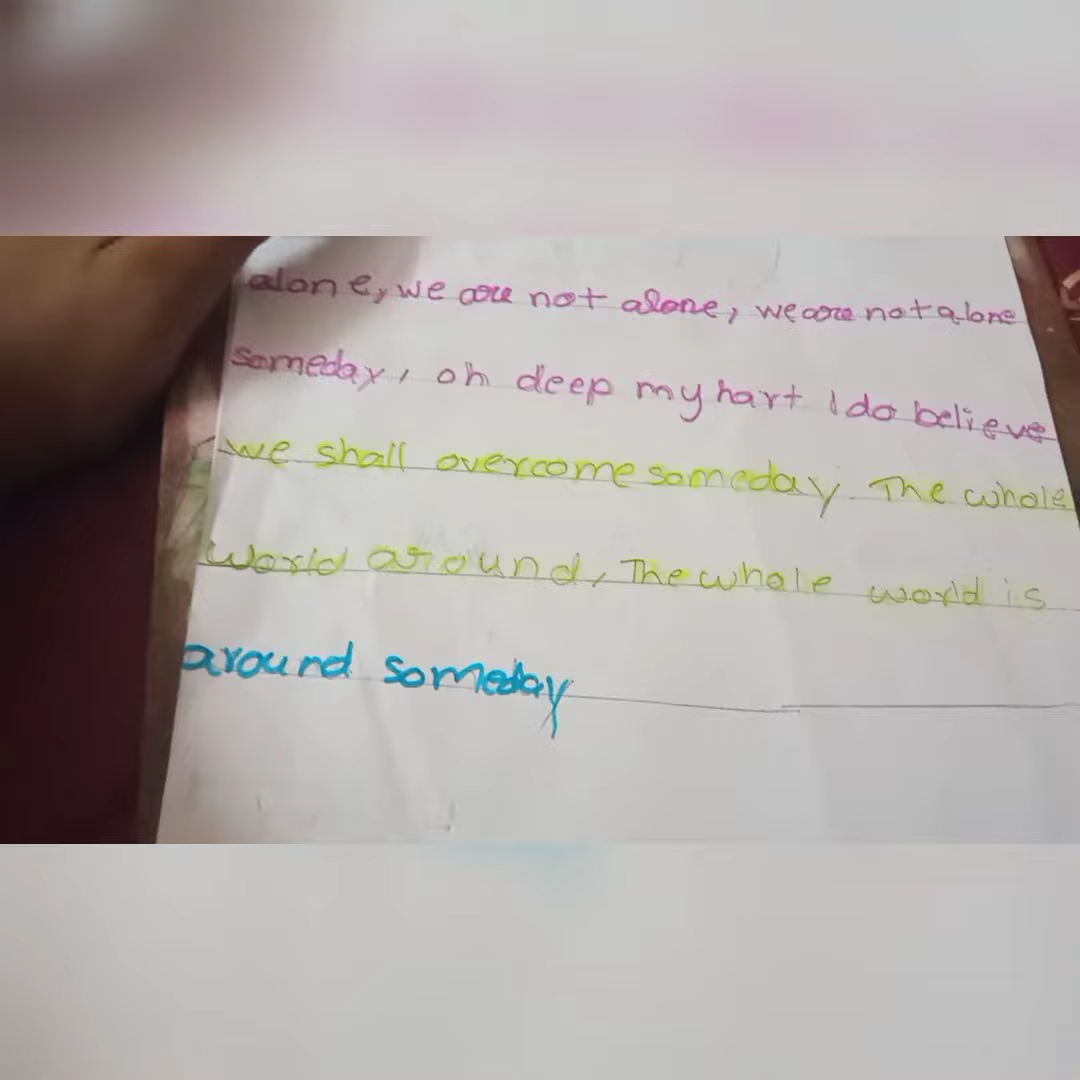 alone, we are not alone, we are not alone
someday, oh deep my hart I do believe
we shall overcome someday. The whole
world around, The whole world is
around someday